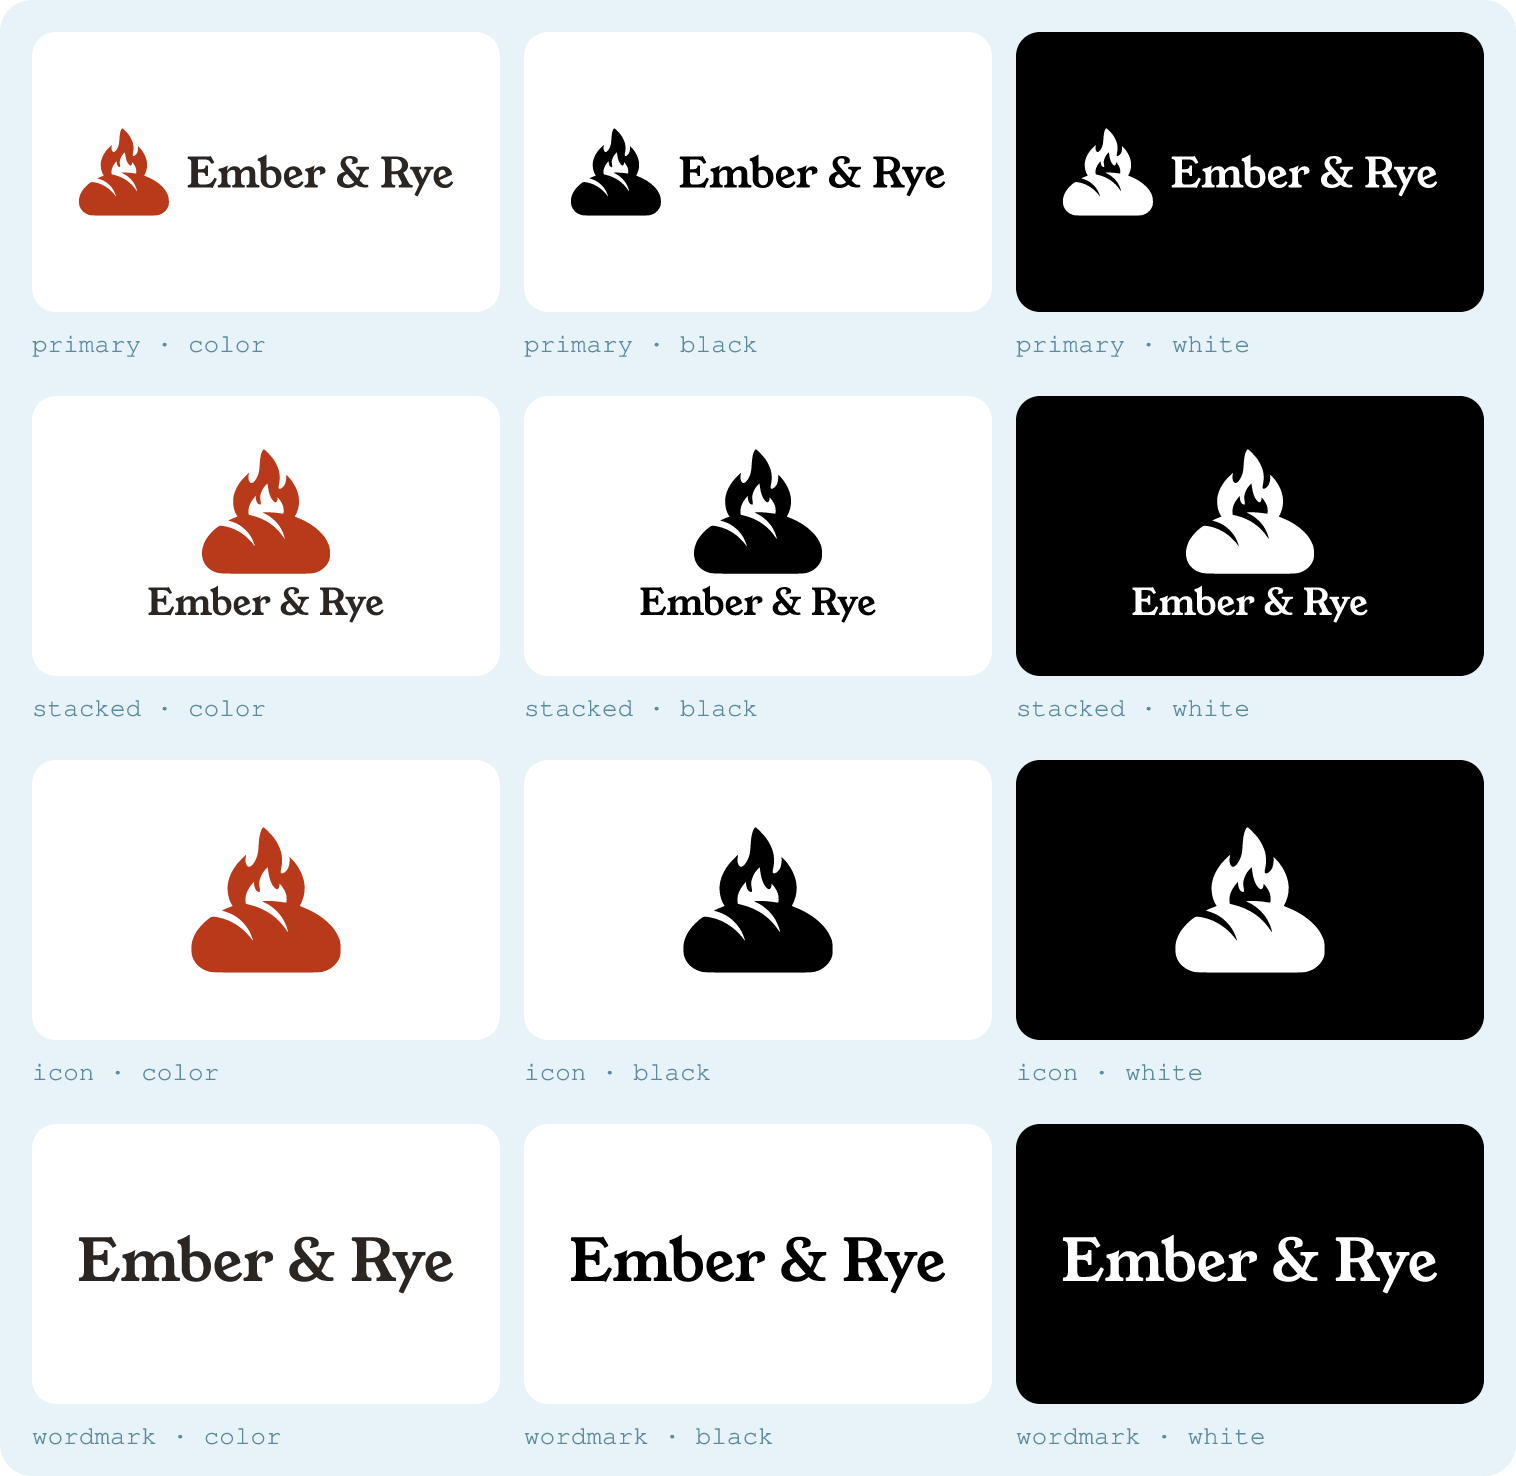 Ember & Rye
Ember & Rye
Ember & Rye
primary · color
primary · black
primary · white
Ember & Rye
Ember & Rye
Ember & Rye
stacked · color
stacked · black
stacked · white
icon · color
icon · black
icon · white
Ember & Rye
Ember & Rye
Ember & Rye
wordmark · color
wordmark · black
wordmark · white